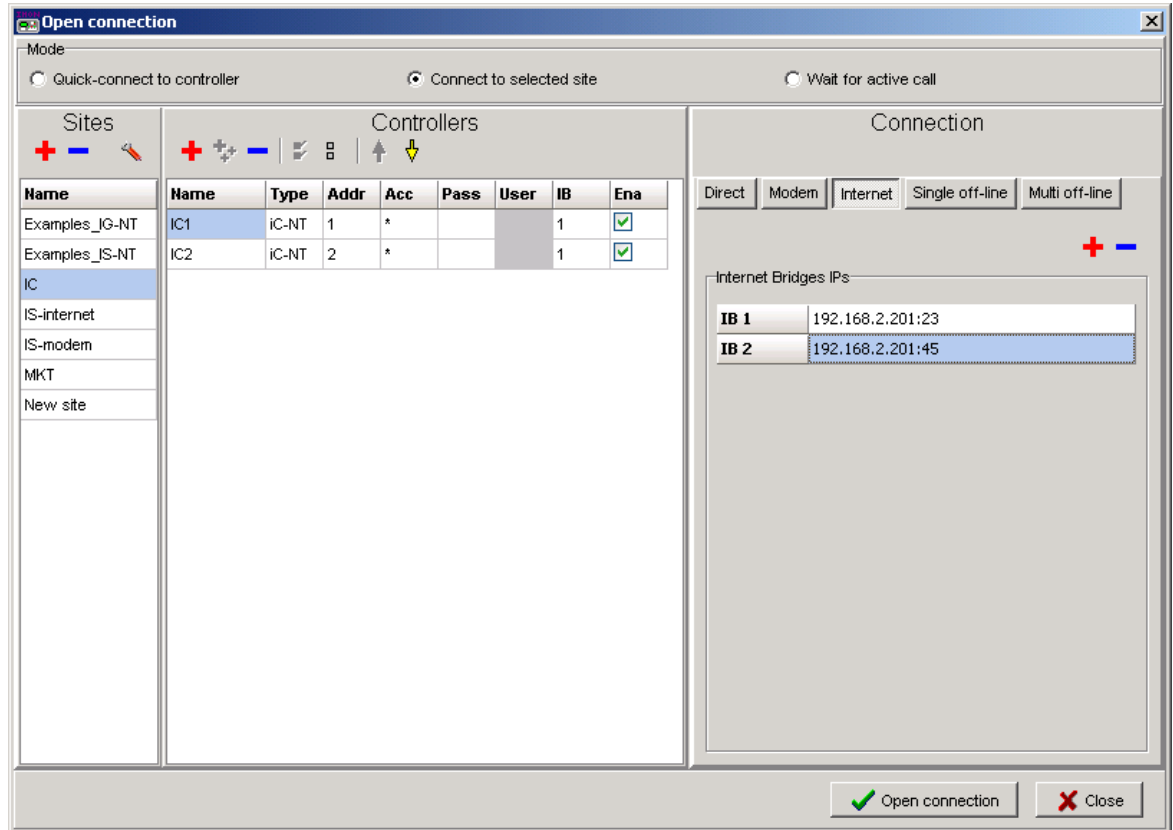 Open connection
Mode
Quick-connect to controller Connect to selected site Wait for active call
Sites
Name
Examples_IG-NT
Examples_IS-NT
IC
IS-internet
IS-modem
MKT
New site
Controllers
Name Type Addr Acc Pass User IB Ena
IC1 iC-NT 1 * 1
IC2 iC-NT 2 * 1
Connection
Direct Modem Internet Single off-line Multi off-line
Internet Bridges IPs
IB 1 192.168.2.201:23
IB 2 192.168.2.201:45
Open connection Close